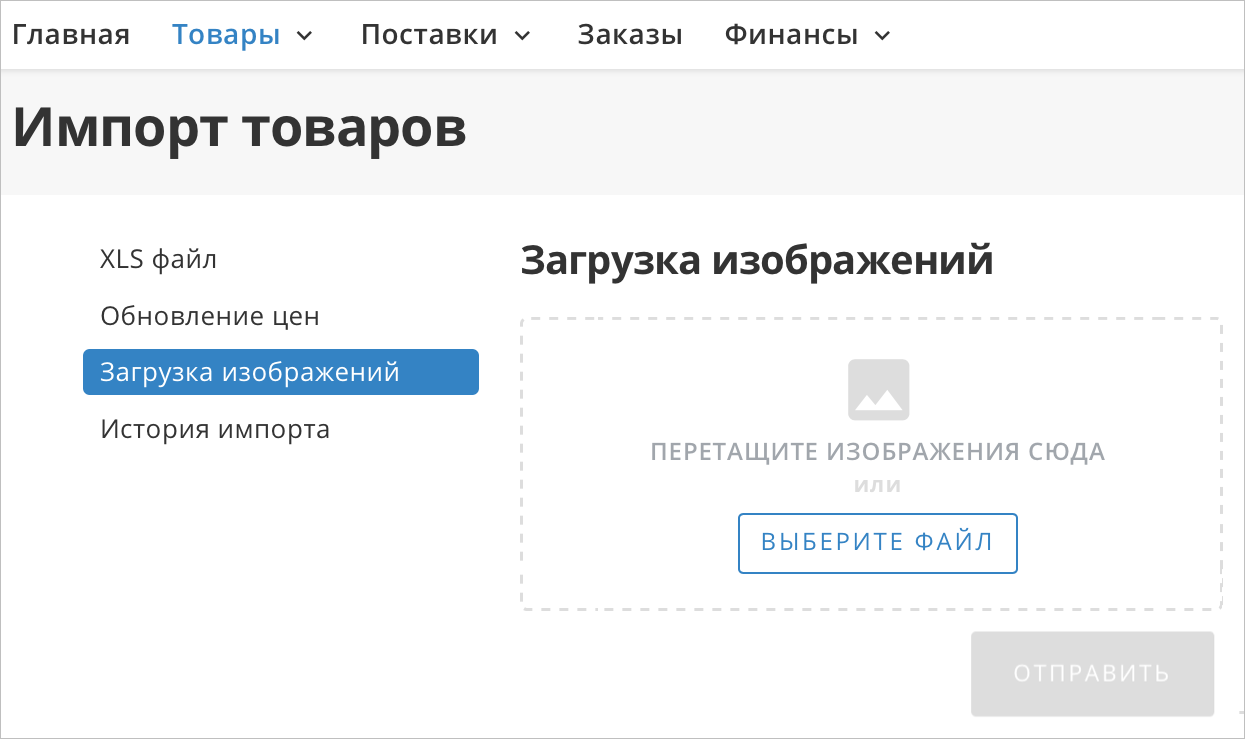 Главная Товары Поставки Заказы Финансы
Импорт товаров
XLS файл
Обновление цен
Загрузка изображений
История импорта
Загрузка изображений
ПЕРЕТАЩИТЕ ИЗОБРАЖЕНИЯ СЮДА
или
ВЫБЕРИТЕ ФАЙЛ
ОТПРАВИТЬ